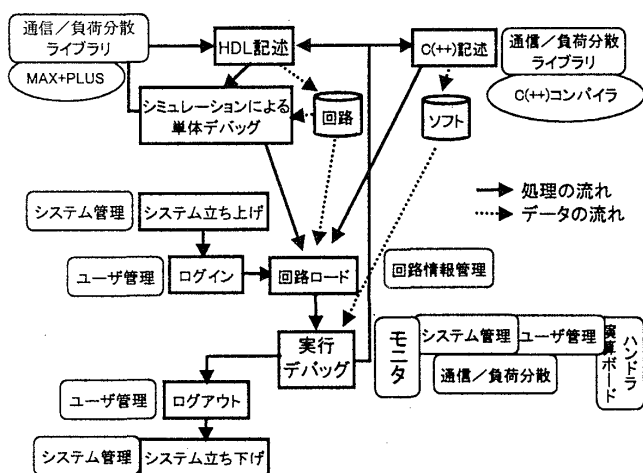 通信／負荷分散
ライブラリ
MAX+PLUS
HDL記述
C(++)記述
通信／負荷分散
ライブラリ
C(++)コンパイラ
シミュレーションによる
単体デバッグ
回路
ソフト
処理の流れ
データの流れ
システム管理
システム立ち上げ
ユーザ管理
ログイン
回路ロード
回路情報管理
実行
デバッグ
モニタ
システム管理
ユーザ管理
通信／負荷分散
演算ボード
ハンドラ
ユーザ管理
ログアウト
システム管理
システム立ち下げ